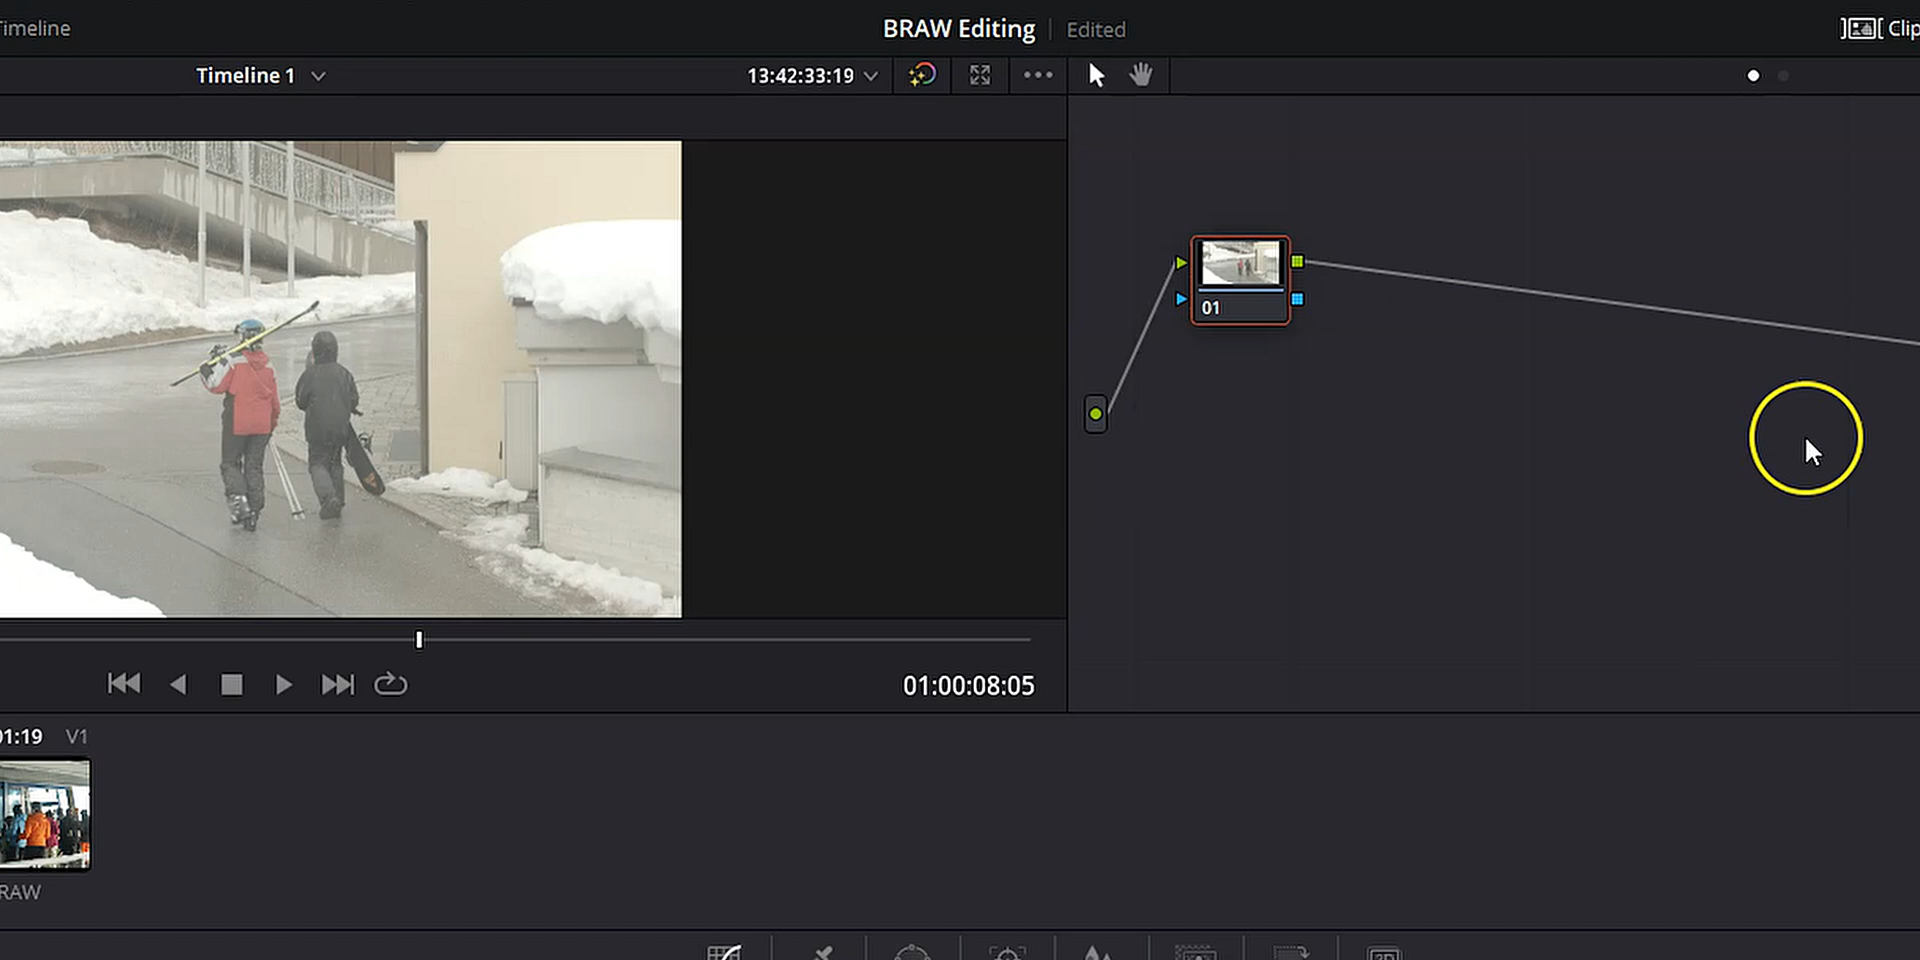 Timeline
BRAW Editing
Edited
Clip
Timeline 1
13:42:33:19
01
01:00:08:05
01:19
V1
RAW